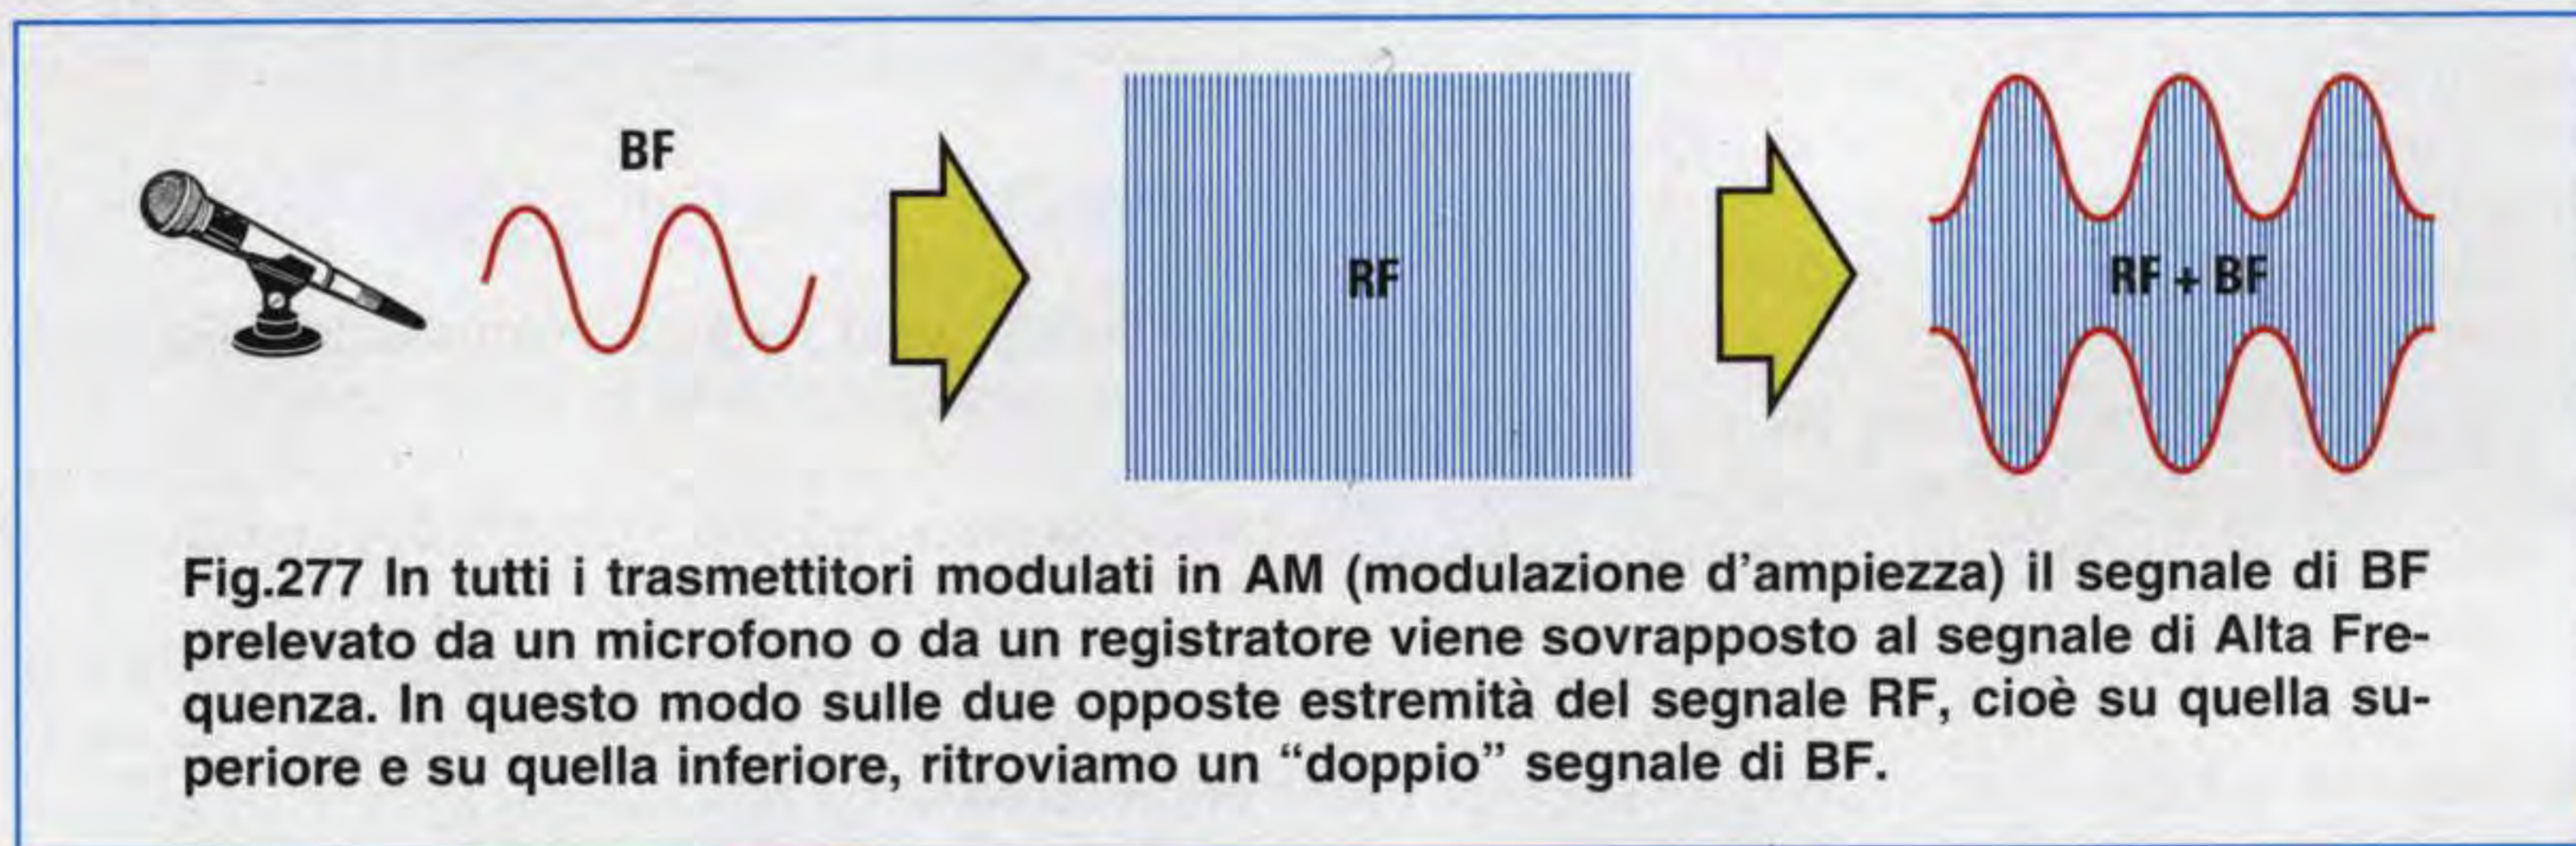 BF
RF
RF + BF
Fig.277 In tutti i trasmettitori modulati in AM (modulazione d'ampiezza) il segnale di BF
prelevato da un microfono o da un registratore viene sovrapposto al segnale di Alta Fre-
quenza. In questo modo sulle due opposte estremità del segnale RF, cioè su quella su-
periore e su quella inferiore, ritroviamo un “doppio” segnale di BF.